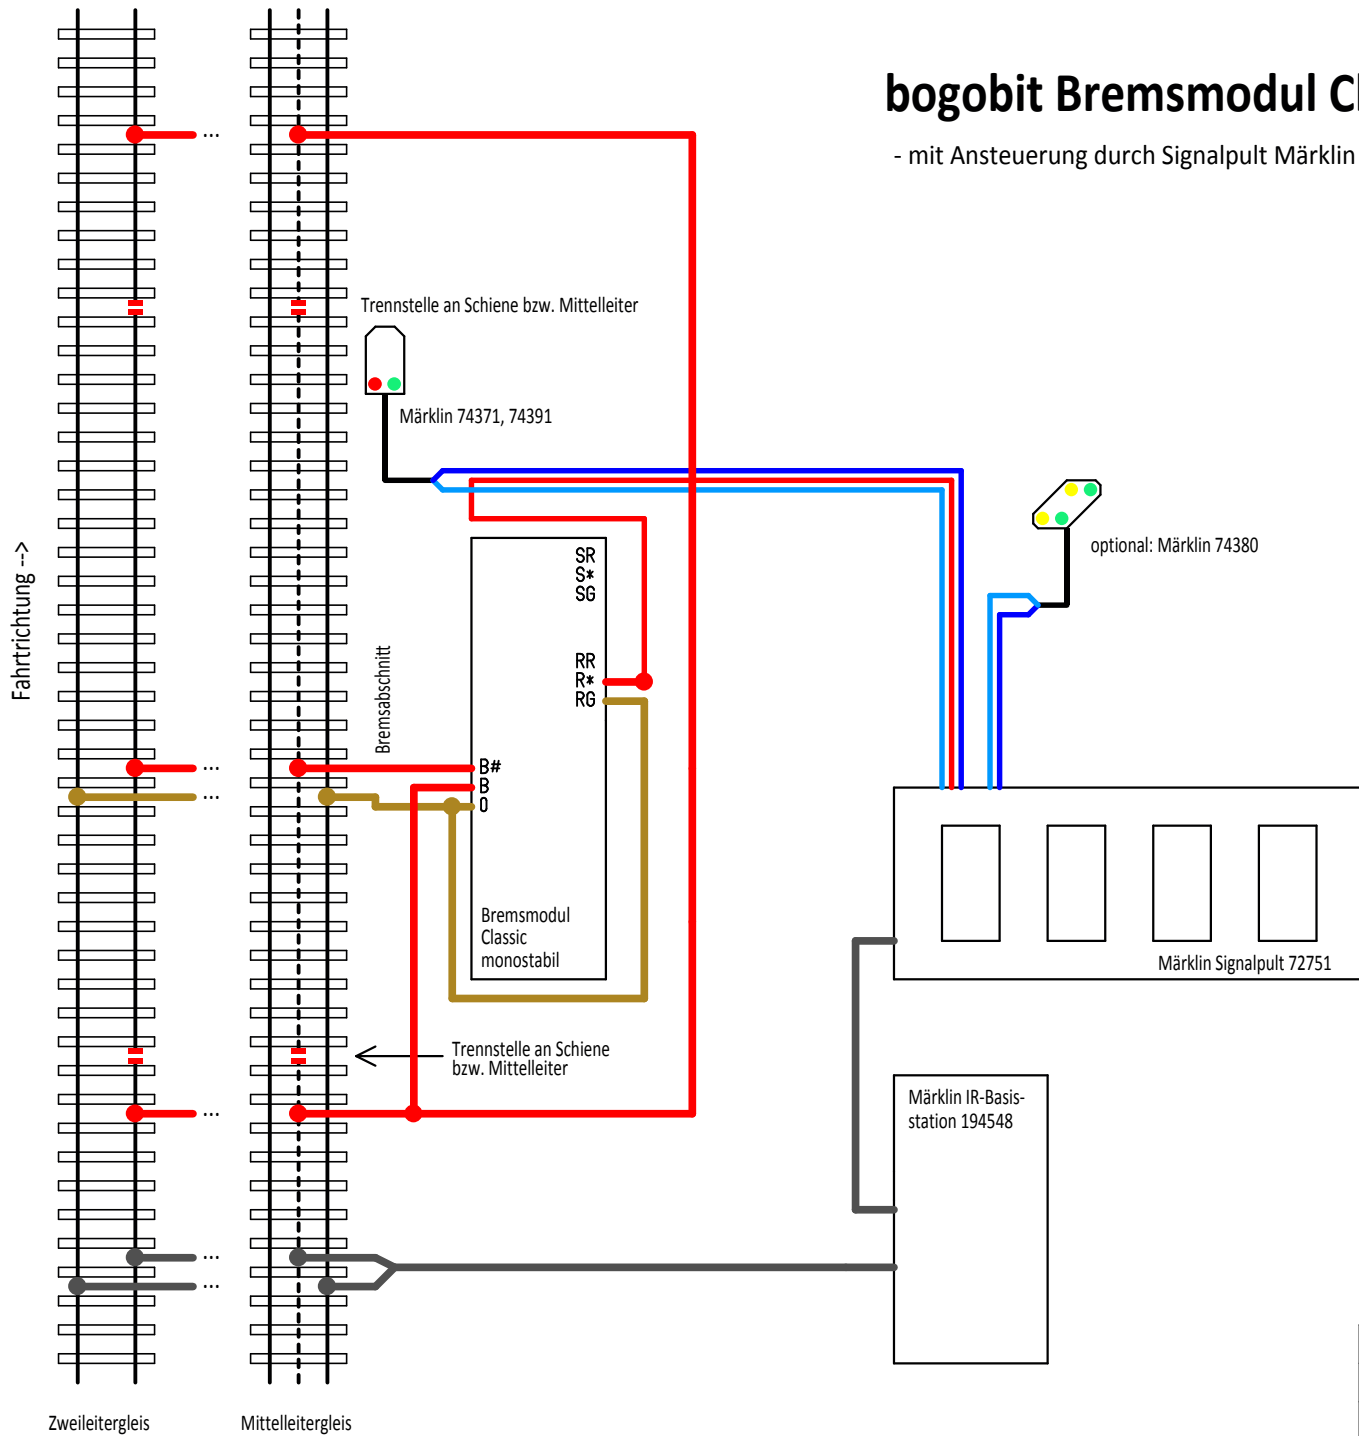 bogobit Bremsmodul Cl
- mit Ansteuerung durch Signalpult Märklin
...
Trennstelle an Schiene bzw. Mittelleiter
Märklin 74371, 74391
optional: Märklin 74380
Fahrtrichtung -->
Bremsabschnitt
SR
S*
SG
RR
R*
RG
...
B#
B
...
0
Bremsmodul
Classic
monostabil
Märklin Signalpult 72751
Trennstelle an Schiene
bzw. Mittelleiter
...
Märklin IR-Basis-
station 194548
...
...
Zweileitergleis
Mittelleitergleis